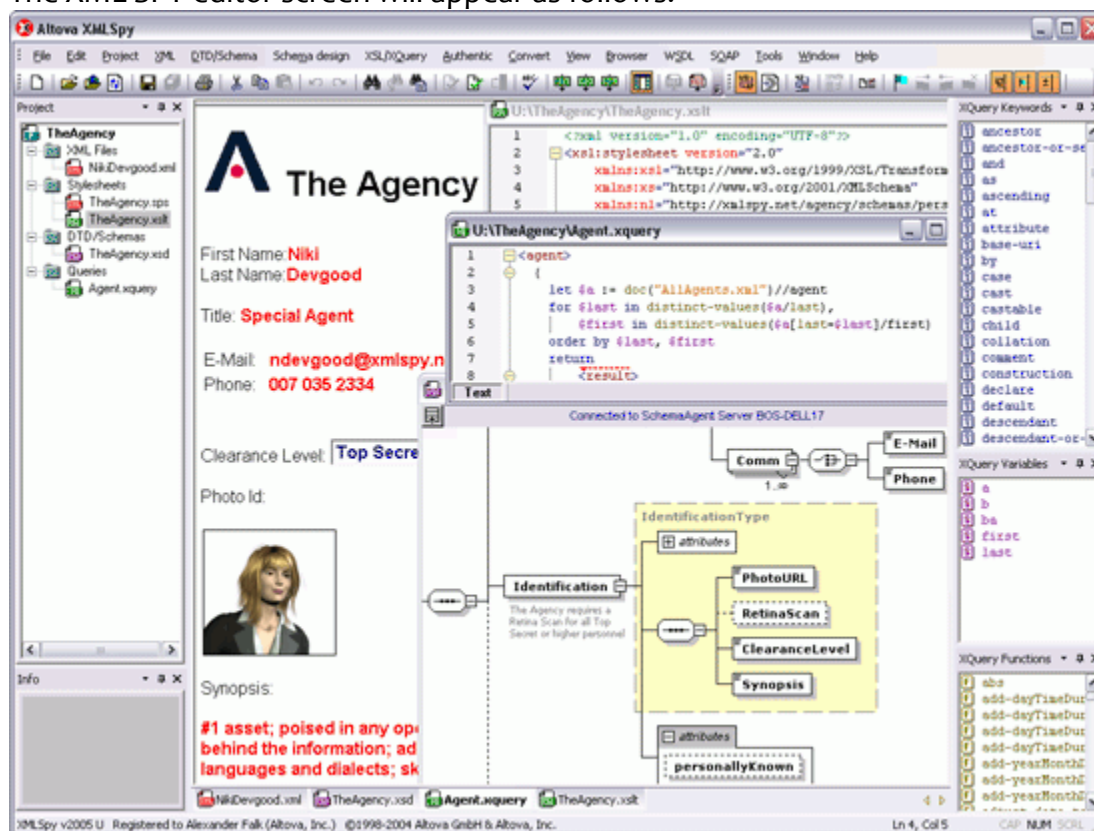 Altova XMLSpy
File Edit Project XML DTD/Schema Schema design XSL/XQuery Authentic Convert View Browser WSDL SOAP Tools Window Help
Project
TheAgency
XML Files
NikiDevgood.xml
Stylesheets
TheAgency.sps
TheAgency.xslt
DTD/Schemas
TheAgency.xsd
Queries
Agent.xquery
Info
The Agency
First Name: Niki
Last Name: Devgood
Title: Special Agent
E-Mail: ndevgood@xmlspy.n
Phone: 007 035 2334
Clearance Level: Top Secre
Photo Id:
Synopsis:
#1 asset; poised in any ope
behind the information; ad
languages and dialects; sk
U:\TheAgency\TheAgency.xslt
1 <?xml version="1.0" encoding="UTF-8"?>
2 <xsl:stylesheet version="2.0"
3 xmlns:xsl="http://www.w3.org/1999/XSL/Transform
4 xmlns:xs="http://www.w3.org/2001/XMLSchema"
5 xmlns:n1="http://xmlspy.net/agency/schemas/pers
U:\TheAgency\Agent.xquery
1 <agent>
2 {
3 let $a := doc("AllAgents.xml")//agent
4 for $last in distinct-values($a/last),
5 $first in distinct-values($a[last=$last]/first)
6 order by $last, $first
7 return
8 <result>
Text
Connected to SchemaAgent Server BOS-DELL17
Comm
1..∞
E-Mail
Phone
IdentificationType
attributes
Identification
The Agency requires a
Retina Scan for all Top
Secret or higher personnel
PhotoURL
RetinaScan
ClearanceLevel
Synopsis
attributes
personallyKnown
XQuery Keywords
ancestor
ancestor-or-se
and
as
ascending
at
attribute
base-uri
by
case
cast
castable
child
collation
comment
construction
declare
default
descendant
descendant-or-
XQuery Variables
a
b
ba
first
last
XQuery Functions
abs
add-dayTimeDur
add-dayTimeDur
add-dayTimeDur
add-dayTimeDur
add-yearMonthD
add-yearMonthD
add-yearMonthD
NikiDevgood.xml TheAgency.xsd Agent.xquery TheAgency.xslt
XMLSpy v2005 U Registered to Alexander Falk (Altova, Inc.) ©1998-2004 Altova GmbH & Altova, Inc. Ln 4, Col 5 CAP NUM SCRL